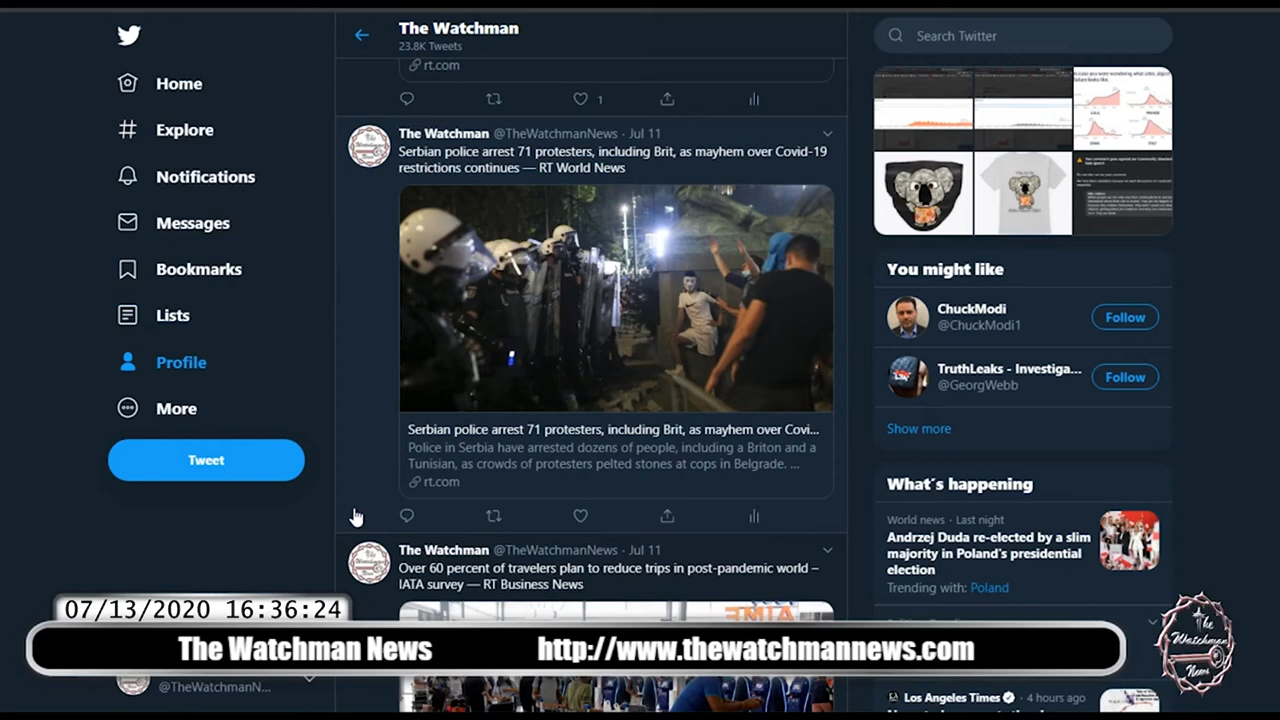 The Watchman
23.8K Tweets
rt.com
1
Home
Explore
Notifications
Messages
Bookmarks
Lists
Profile
More
Tweet
The Watchman @TheWatchmanNews · Jul 11
Serbian police arrest 71 protesters, including Brit, as mayhem over Covid-19
restrictions continues — RT World News
Serbian police arrest 71 protesters, including Brit, as mayhem over Covi...
Police in Serbia have arrested dozens of people, including a Briton and a
Tunisian, as crowds of protesters pelted stones at cops in Belgrade. ...
rt.com
The Watchman @TheWatchmanNews · Jul 11
Over 60 percent of travelers plan to reduce trips in post-pandemic world –
IATA survey — RT Business News
Search Twitter
You might like
ChuckModi
@ChuckModi1
Follow
TruthLeaks - Investiga...
@GeorgWebb
Follow
Show more
What's happening
World news · Last night
Andrzej Duda re-elected by a slim
majority in Poland's presidential
election
Trending with: Poland
Los Angeles Times · 4 hours ago
07/13/2020 16:36:24
The Watchman News http://www.thewatchmannews.com
@TheWatchmanN...
The
Watchman
News